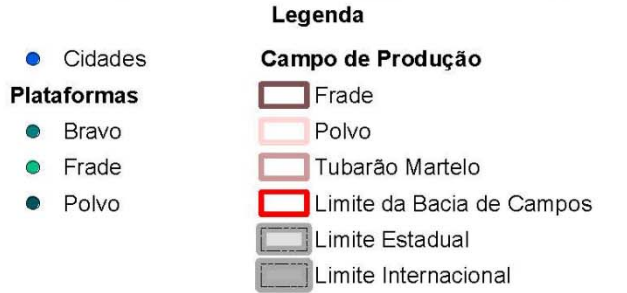 Legenda
Cidades
Plataformas
Bravo
Frade
Polvo
Campo de Produção
Frade
Polvo
Tubarão Martelo
Limite da Bacia de Campos
Limite Estadual
Limite Internacional